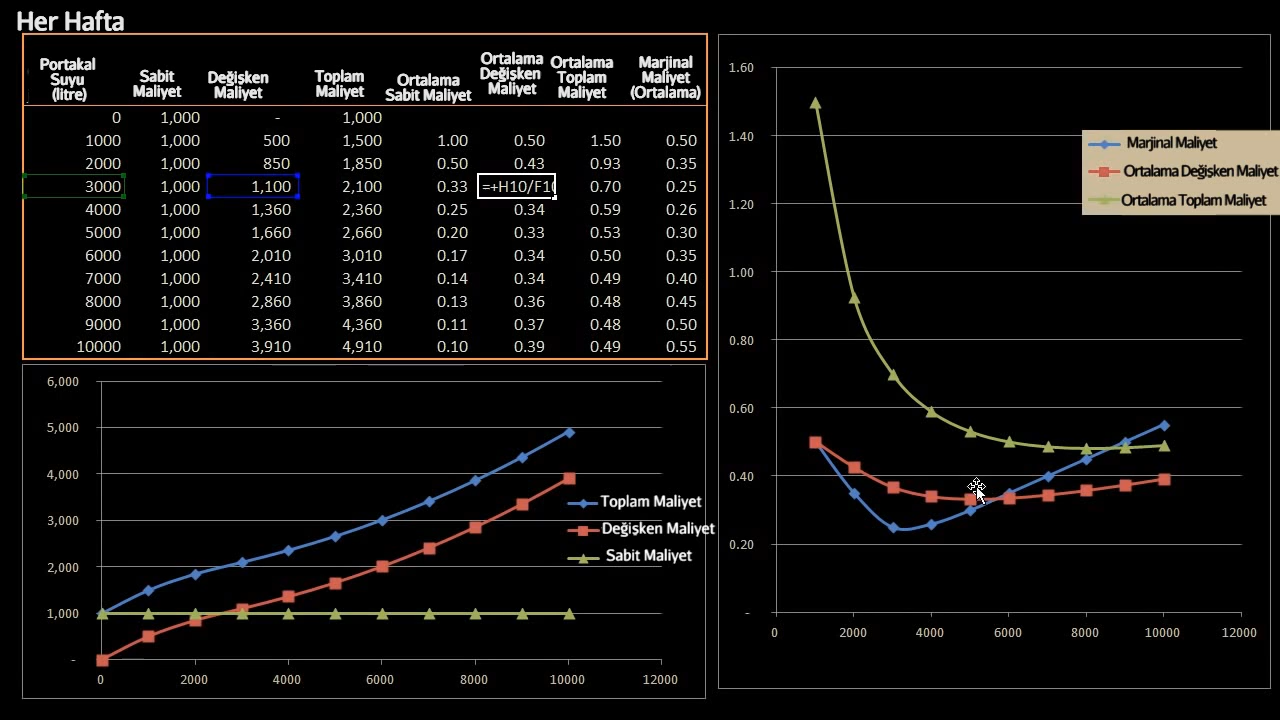 Her Hafta
Portakal Suyu (litre) Sabit Maliyet Değişken Maliyet Toplam Maliyet Ortalama Sabit Maliyet Ortalama Değişken Maliyet Ortalama Toplam Maliyet Marjinal Maliyet (Ortalama)
0 1,000 - 1,000
1000 1,000 500 1,500 1.00 0.50 1.50 0.50
2000 1,000 850 1,850 0.50 0.43 0.93 0.35
3000 1,000 1,100 2,100 0.33 =+H10/F10 0.70 0.25
4000 1,000 1,360 2,360 0.25 0.34 0.59 0.26
5000 1,000 1,660 2,660 0.20 0.33 0.53 0.30
6000 1,000 2,010 3,010 0.17 0.34 0.50 0.35
7000 1,000 2,410 3,410 0.14 0.34 0.49 0.40
8000 1,000 2,860 3,860 0.13 0.36 0.48 0.45
9000 1,000 3,360 4,360 0.11 0.37 0.48 0.50
10000 1,000 3,910 4,910 0.10 0.39 0.49 0.55
6,000
5,000
4,000
3,000
2,000
1,000
-
0 2000 4000 6000 8000 10000 12000
Toplam Maliyet
Değişken Maliyet
Sabit Maliyet
1.60
1.40
1.20
1.00
0.80
0.60
0.40
0.20
-
0 2000 4000 6000 8000 10000 12000
Marjinal Maliyet
Ortalama Değişken Maliyet
Ortalama Toplam Maliyet